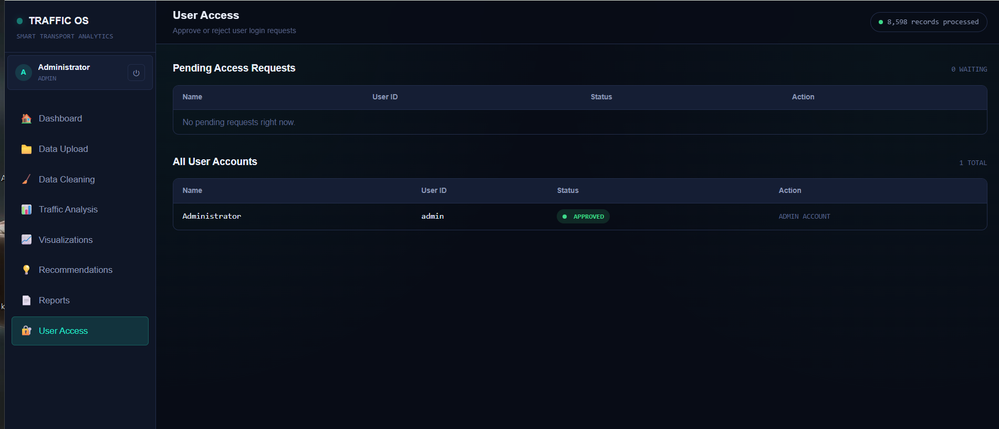 TRAFFIC OS
SMART TRANSPORT ANALYTICS
A
Administrator
ADMIN
Dashboard
Data Upload
Data Cleaning
Traffic Analysis
Visualizations
Recommendations
Reports
User Access
User Access
Approve or reject user login requests
8,598 records processed
Pending Access Requests
0 WAITING
Name User ID Status Action
No pending requests right now.
All User Accounts
1 TOTAL
Name User ID Status Action
Administrator admin APPROVED ADMIN ACCOUNT